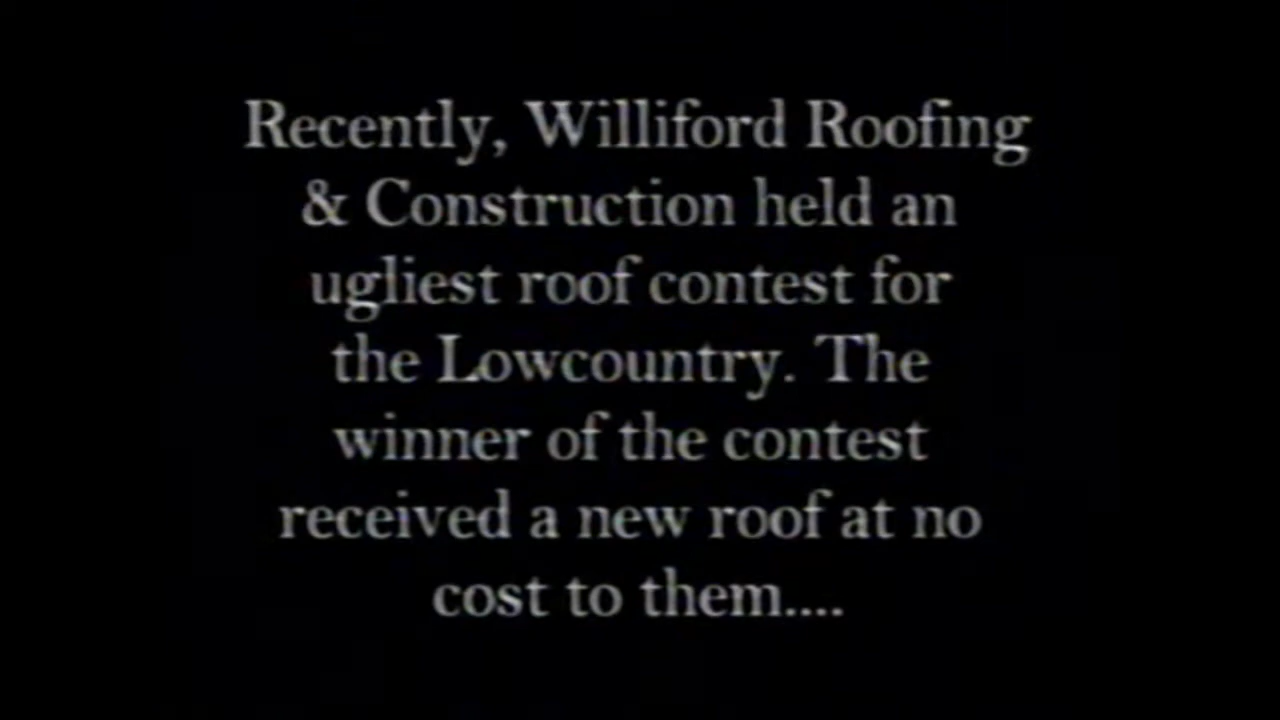 Recently, Williford Roofing
& Construction held an
ugliest roof contest for
the Lowcountry. The
winner of the contest
received a new roof at no
cost to them....